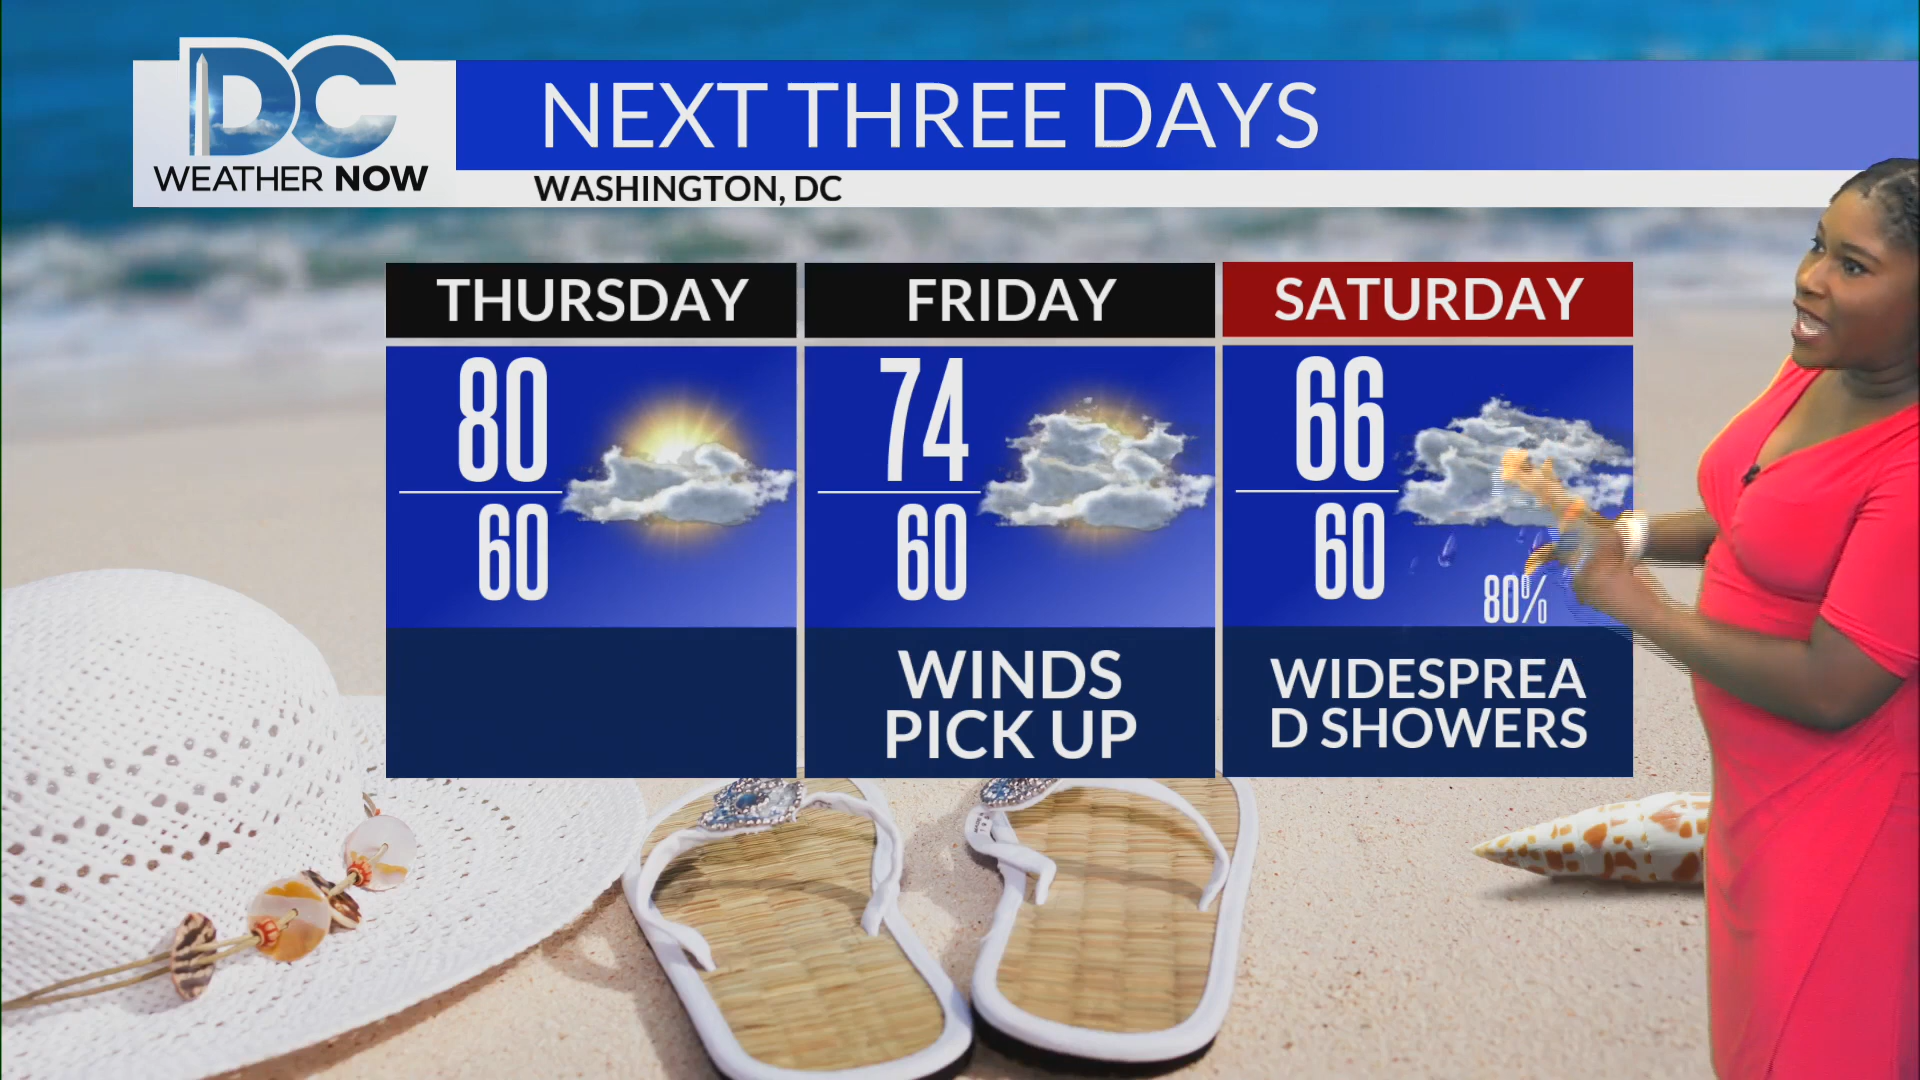 DC
WEATHER NOW
NEXT THREE DAYS
WASHINGTON, DC
THURSDAY
80
60
FRIDAY
74
60
WINDS
PICK UP
SATURDAY
66
60
80%
WIDESPREA
D SHOWERS